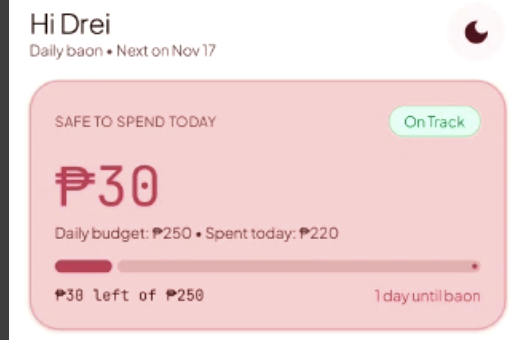 Hi Drei
Daily baon • Next on Nov 17
SAFE TO SPEND TODAY
On Track
₱30
Daily budget: ₱250 • Spent today: ₱220
₱30 left of ₱250
1 day until baon